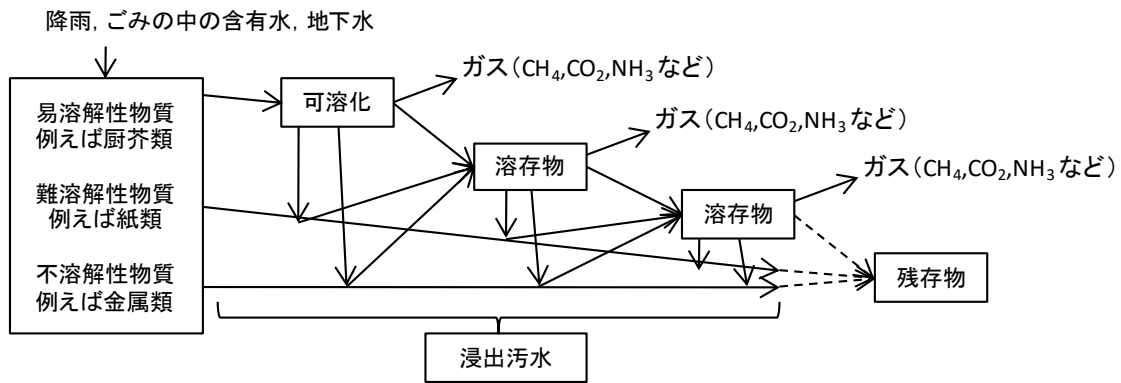 降雨，ごみの中の含有水，地下水
易溶解性物質
例えば厨芥類
難溶解性物質
例えば紙類
不溶解性物質
例えば金属類
可溶化
ガス（CH₄,CO₂,NH₃など）
溶存物
ガス（CH₄,CO₂,NH₃など）
溶存物
ガス（CH₄,CO₂,NH₃など）
残存物
浸出汚水